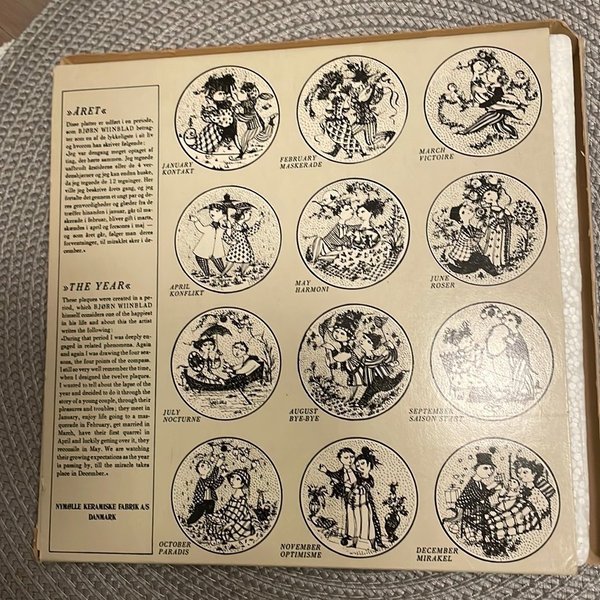 »ÅRET«
Disse platter er udført i en periode,
som BJØRN WIINBLAD betrag-
ter som en af de lykkeligste i sit liv
og hvorom han skriver følgende:
»Jeg var dengang meget optaget af
ting, der hørte sammen. Jeg tegnede
uafbrudt årstiderne eller de 4 ver-
denshjørner og jeg kan endnu huske,
da jeg tegnede de 12 tegninger. Her
ville jeg beskrive årets gang, og jeg
fortalte det gennem et ungt par og de-
res genvordigheder og glæder fra de
træffer hinanden i januar, går til ma-
skerade i februar, bliver gift i marts,
skændes i april og forsones i maj —
og som året går, følger man deres
forventninger, til miraklet sker i de-
cember.«
»THE YEAR«
These plaques were created in a pe-
riod, which BJØRN WIINBLAD
himself considers one of the happiest
in his life and about this the artist
writes the following:
»During that period I was deeply en-
gaged in related phenomena. Again
and again I was drawing the four sea-
sons, the four points of the compass.
I still so very well remember the time,
when I designed the twelve plaques.
I wanted to tell about the lapse of the
year and decided to do it through the
story of a young couple, through their
pleasures and troubles; they meet in
January, enjoy life going to a mas-
querade in February, get married in
March, have their first quarrel in
April and luckily getting over it, they
reconsile in May. We are watching
their growing expectations as the year
is passing by, till the miracle takes
place in December.«
NYMØLLE KERAMISKE FABRIK A/S
DANMARK
JANUARY
KONTAKT
FEBRUARY
MASKERADE
MARCH
VICTOIRE
APRIL
KONFLIKT
MAY
HARMONI
JUNE
ROSER
JULY
NOCTURNE
AUGUST
BYE-BYE
SEPTEMBER
SAISON START
OCTOBER
PARADIS
NOVEMBER
OPTIMISME
DECEMBER
MIRAKEL